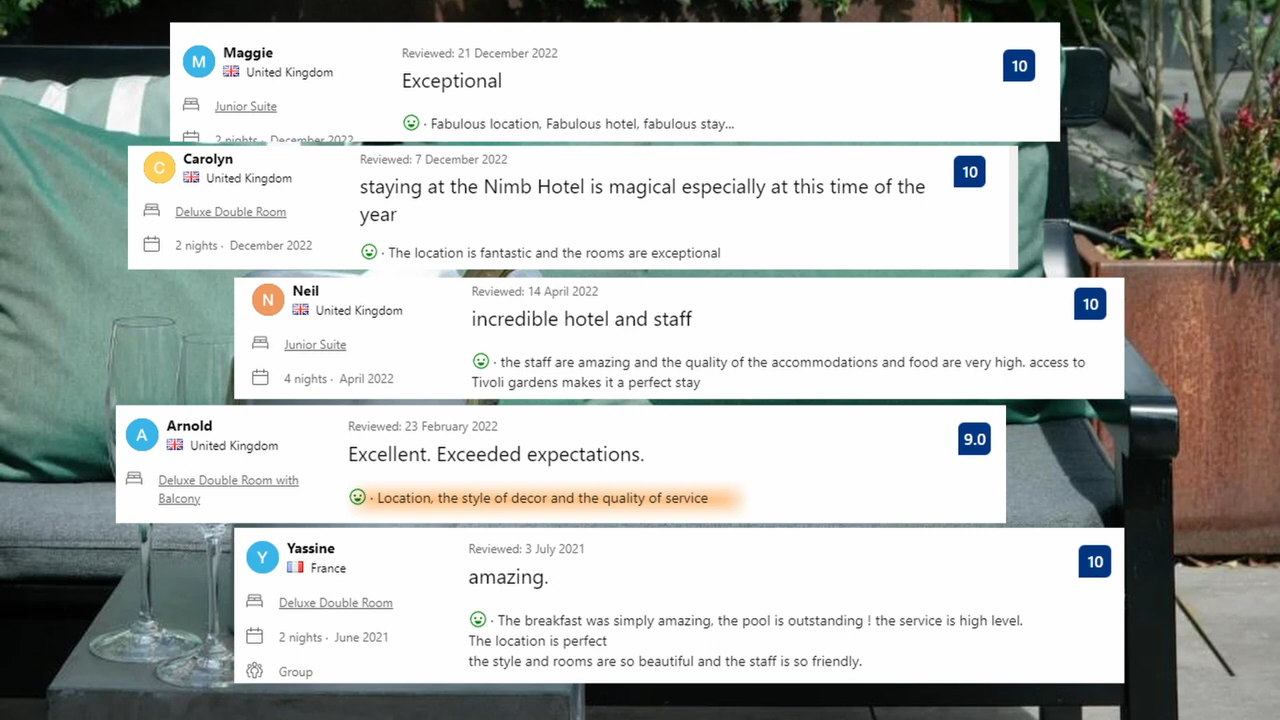 M
Maggie
United Kingdom
Junior Suite
2 nights · December 2022
Reviewed: 21 December 2022
Exceptional
10
· Fabulous location, Fabulous hotel, fabulous stay...
C
Carolyn
United Kingdom
Deluxe Double Room
2 nights · December 2022
Reviewed: 7 December 2022
staying at the Nimb Hotel is magical especially at this time of the
year
10
· The location is fantastic and the rooms are exceptional
N
Neil
United Kingdom
Junior Suite
4 nights · April 2022
Reviewed: 14 April 2022
incredible hotel and staff
10
· the staff are amazing and the quality of the accommodations and food are very high. access to
Tivoli gardens makes it a perfect stay
A
Arnold
United Kingdom
Deluxe Double Room with
Balcony
Reviewed: 23 February 2022
Excellent. Exceeded expectations.
9.0
· Location, the style of decor and the quality of service
Y
Yassine
France
Deluxe Double Room
2 nights · June 2021
Group
Reviewed: 3 July 2021
amazing.
10
· The breakfast was simply amazing, the pool is outstanding ! the service is high level.
The location is perfect
the style and rooms are so beautiful and the staff is so friendly.